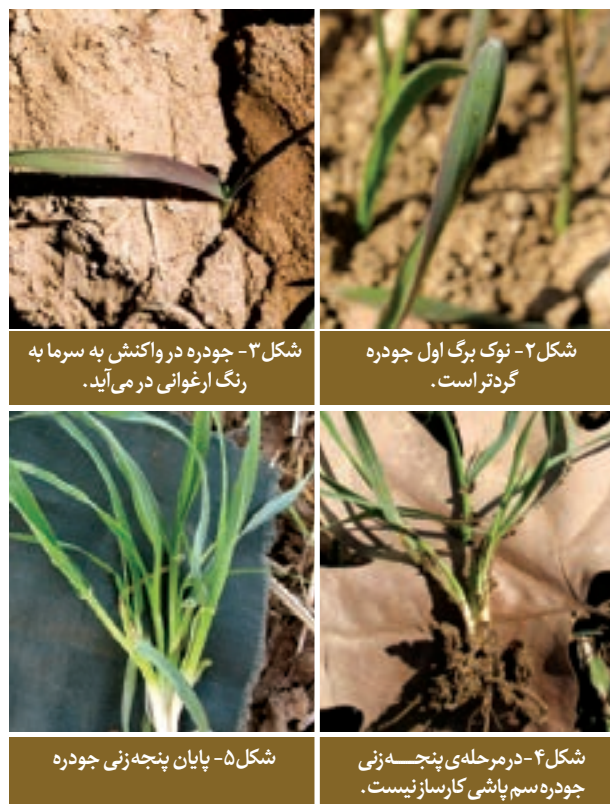 شکل۲- نوک برگ اول جودره
گردتر است.
شکل۳- جودره در واکنش به سرما به
رنگ ارغوانی در می‌آید.
شکل۴-در مرحله‌ی پنجـــه‌زنی
جودره سم پاشی کارساز نیست.
شکل۵- پایان پنجه‌زنی جودره